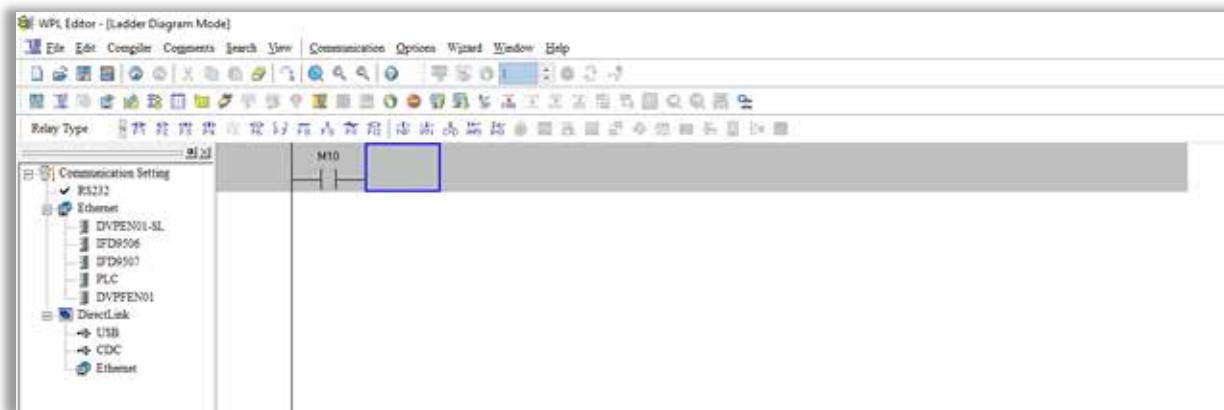 WPL Editor - [Ladder Diagram Mode]
File Edit Compiler Comments Search View Communication Options Wizard Window Help
1
Relay Type
M10
Communication Setting
RS232
Ethernet
DVPEN01-SL
IFD9506
IFD9507
PLC
DVPFEN01
DirectLink
USB
CDC
Ethernet